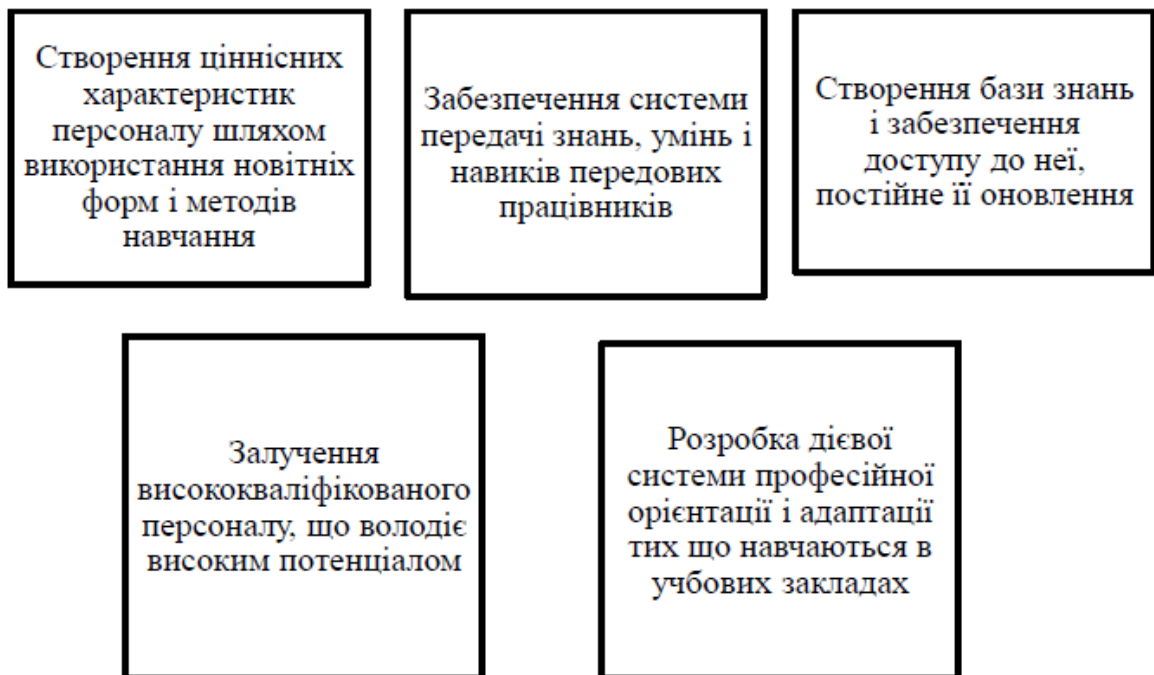 Створення ціннісних
характеристик
персоналу шляхом
використання новітніх
форм і методів
навчання
Забезпечення системи
передачі знань, умінь і
навиків передових
працівників
Створення бази знань
і забезпечення
доступу до неї,
постійне її оновлення
Залучення
висококваліфікованого
персоналу, що володіє
високим потенціалом
Розробка дієвої
системи професійної
орієнтації і адаптації
тих що навчаються в
учбових закладах